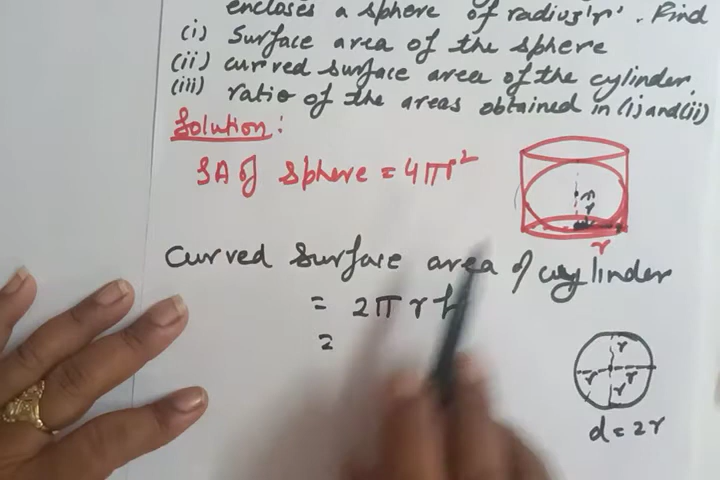 encloses a sphere of radius 'r'. Find
(i) Surface area of the sphere
(ii) curved surface area of the cylinder.
(iii) ratio of the areas obtained in (i) and (ii)
Solution :
SA of sphere = 4πr²
r
r
Curved Surface area of cylinder
= 2πrh
=
r
r r
r
d = 2r